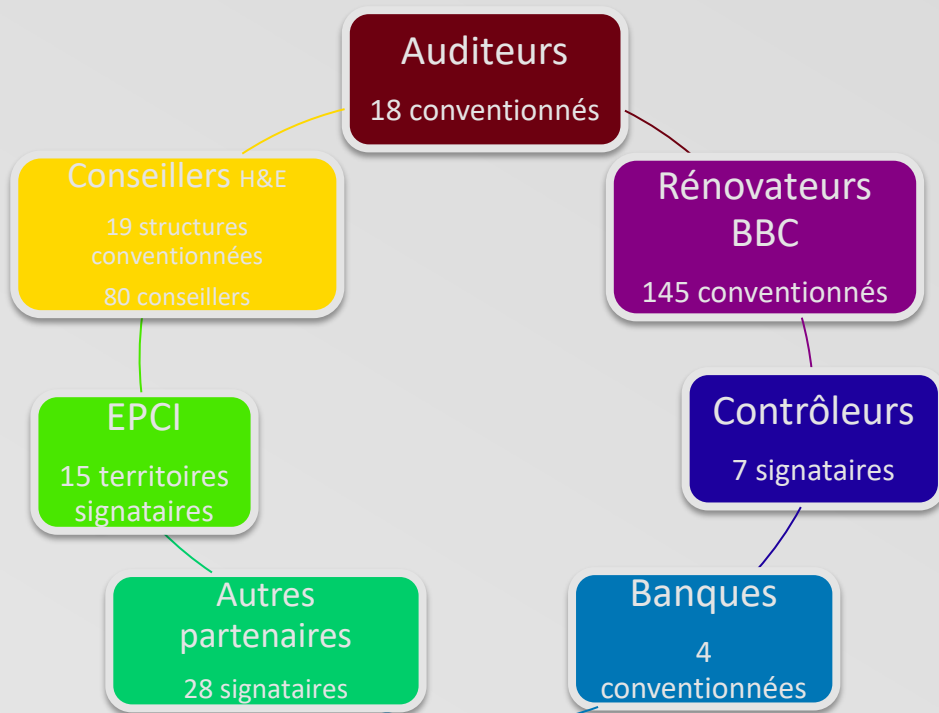 Auditeurs
18 conventionnés
Rénovateurs
BBC
145 conventionnés
Contrôleurs
7 signataires
Banques
4
conventionnées
Autres
partenaires
28 signataires
EPCI
15 territoires
signataires
Conseillers H&E
19 structures
conventionnées
80 conseillers